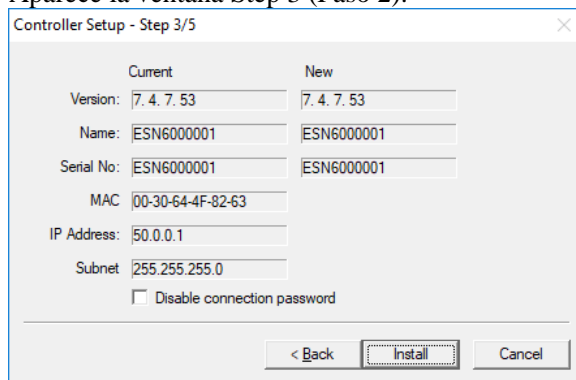 Aparece la ventana Step 3 (Paso 2):
Controller Setup - Step 3/5
Current New
Version: 7. 4. 7. 53 7. 4. 7. 53
Name: ESN6000001 ESN6000001
Serial No: ESN6000001 ESN6000001
MAC 00-30-64-4F-82-63
IP Address: 50.0.0.1
Subnet 255.255.255.0
Disable connection password
< Back Install Cancel